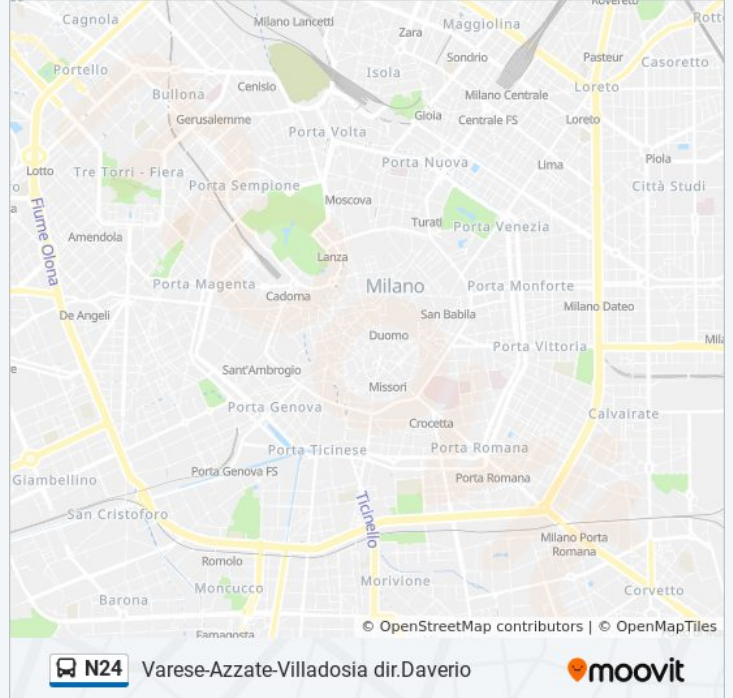 Rovereto
Cagnola
Milano Lancetti
Zara
Maggiolina
Rott
Sondrio
Pasteur
Casoretto
Portello
Isola
Bullona
Cenisio
Milano Centrale
Loreto
Gerusalemme
Gioia
Centrale FS
Loreto
Porta Volta
Lotto
Tre Torri - Fiera
Porta Nuova
Lima
Piola
Porta Sempione
Città Studi
o
Moscova
a
Turati
Porta Venezia
Fiume Olona
Amendola
Lanza
Porta Magenta
Cadorna
Milano
Porta Monforte
De Angeli
San Babila
Milano Dateo
Duomo
Porta Vittoria
Mila
e
Sant'Ambrogio
Missori
Porta Genova
Crocetta
Calvairate
Porta Ticinese
Porta Romana
Giambellino
Porta Genova FS
Porta Romana
San Cristoforo
Ticinello
Milano Porta
Romana
Romolo
Moncucco
Morivione
Corvetto
Barona
Famagosta
© OpenStreetMap contributors | © OpenMapTiles
N24 Varese-Azzate-Villadosia dir.Daverio
moovit